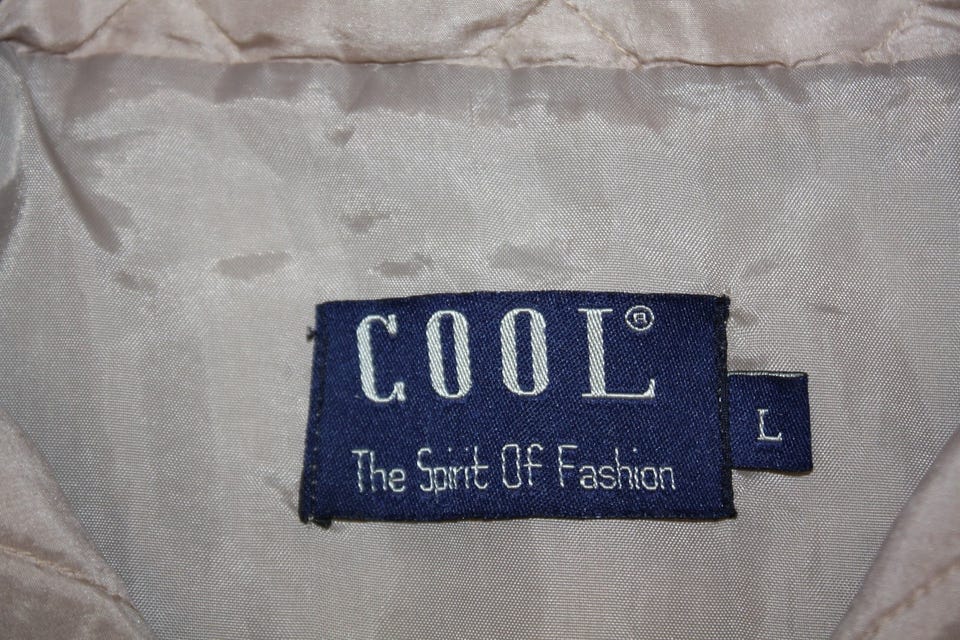 COOL®
The Spirit Of Fashion
L